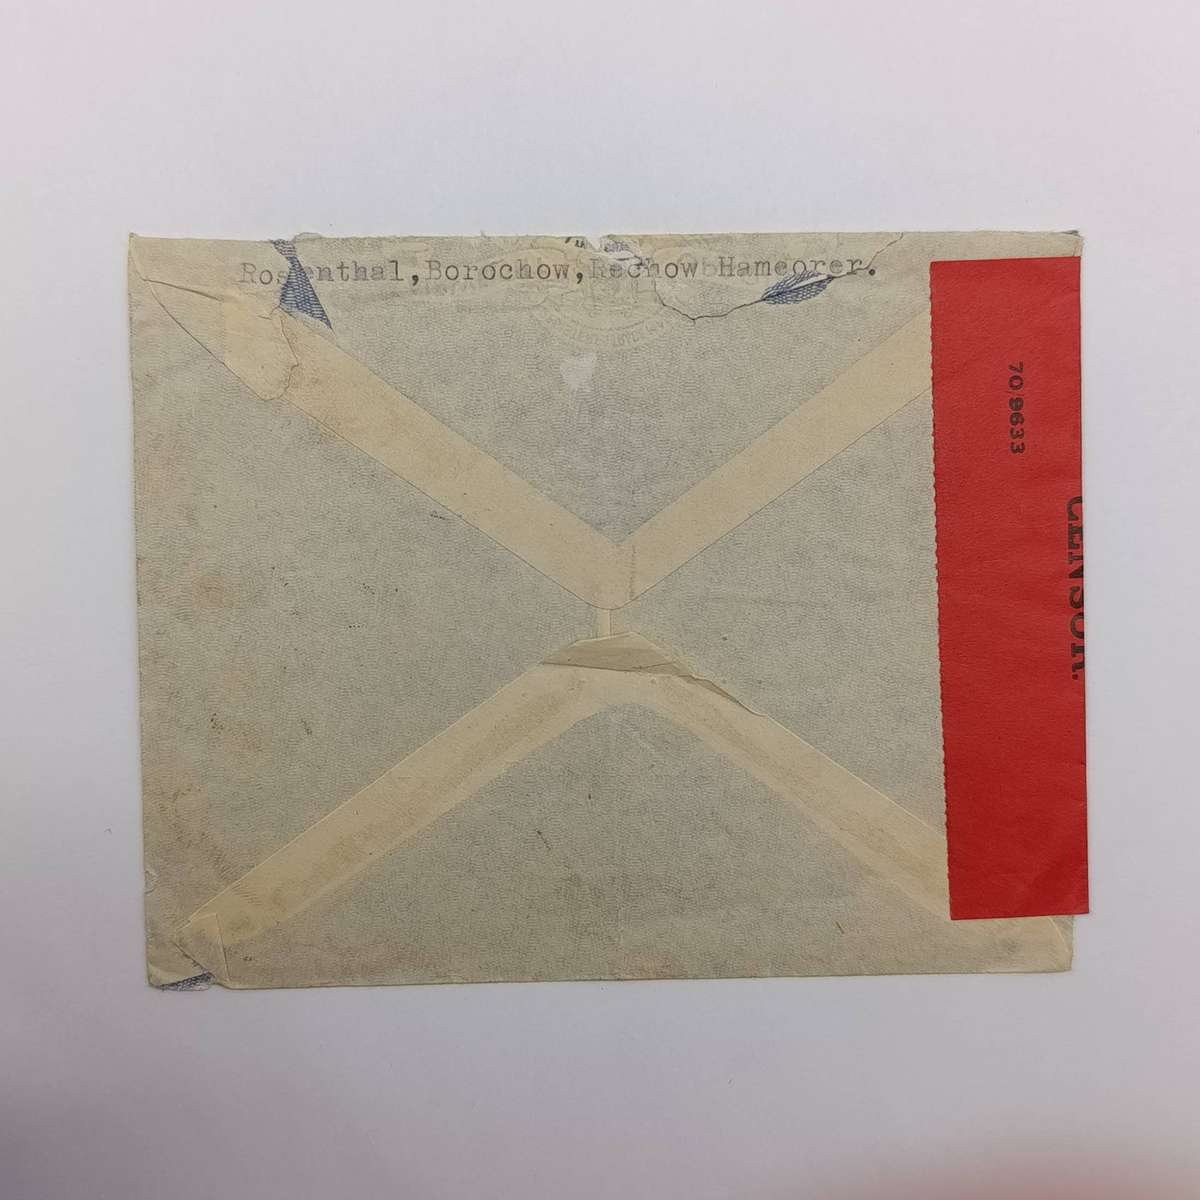 Rosenthal, Borochow, Rechow Hameorer.
70 9633
CENSOR